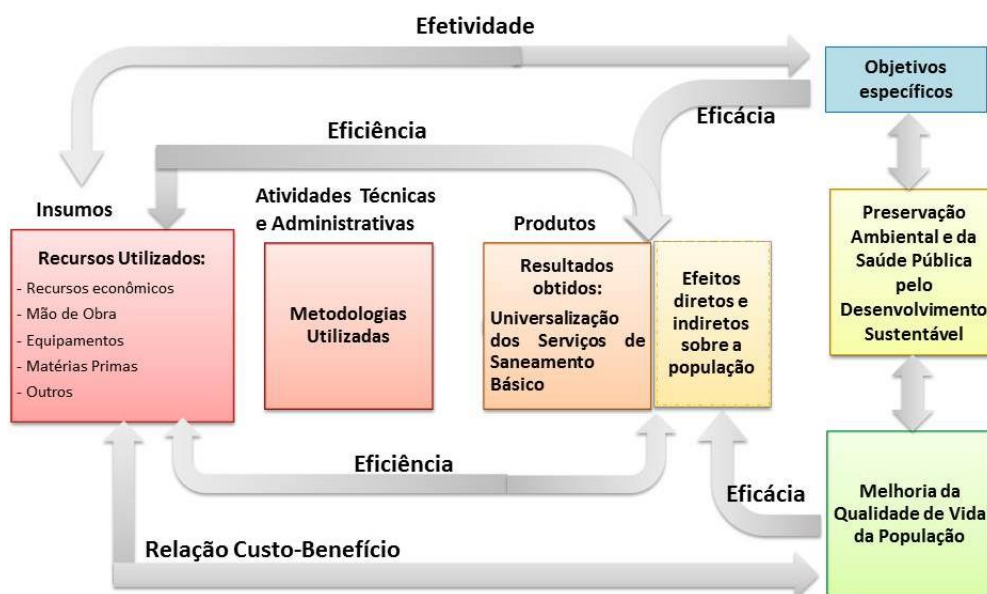 Efetividade
Objetivos
específicos
Eficácia
Eficiência
Insumos
Atividades Técnicas
e Administrativas
Produtos
Recursos Utilizados:
- Recursos econômicos
- Mão de Obra
- Equipamentos
- Matérias Primas
- Outros
Metodologias
Utilizadas
Resultados
obtidos:
Universalização
dos Serviços de
Saneamento
Básico
Efeitos
diretos e
indiretos
sobre a
população
Preservação
Ambiental e da
Saúde Pública
pelo
Desenvolvimento
Sustentável
Eficiência
Eficácia
Melhoria da
Qualidade de Vida
da População
Relação Custo-Benefício